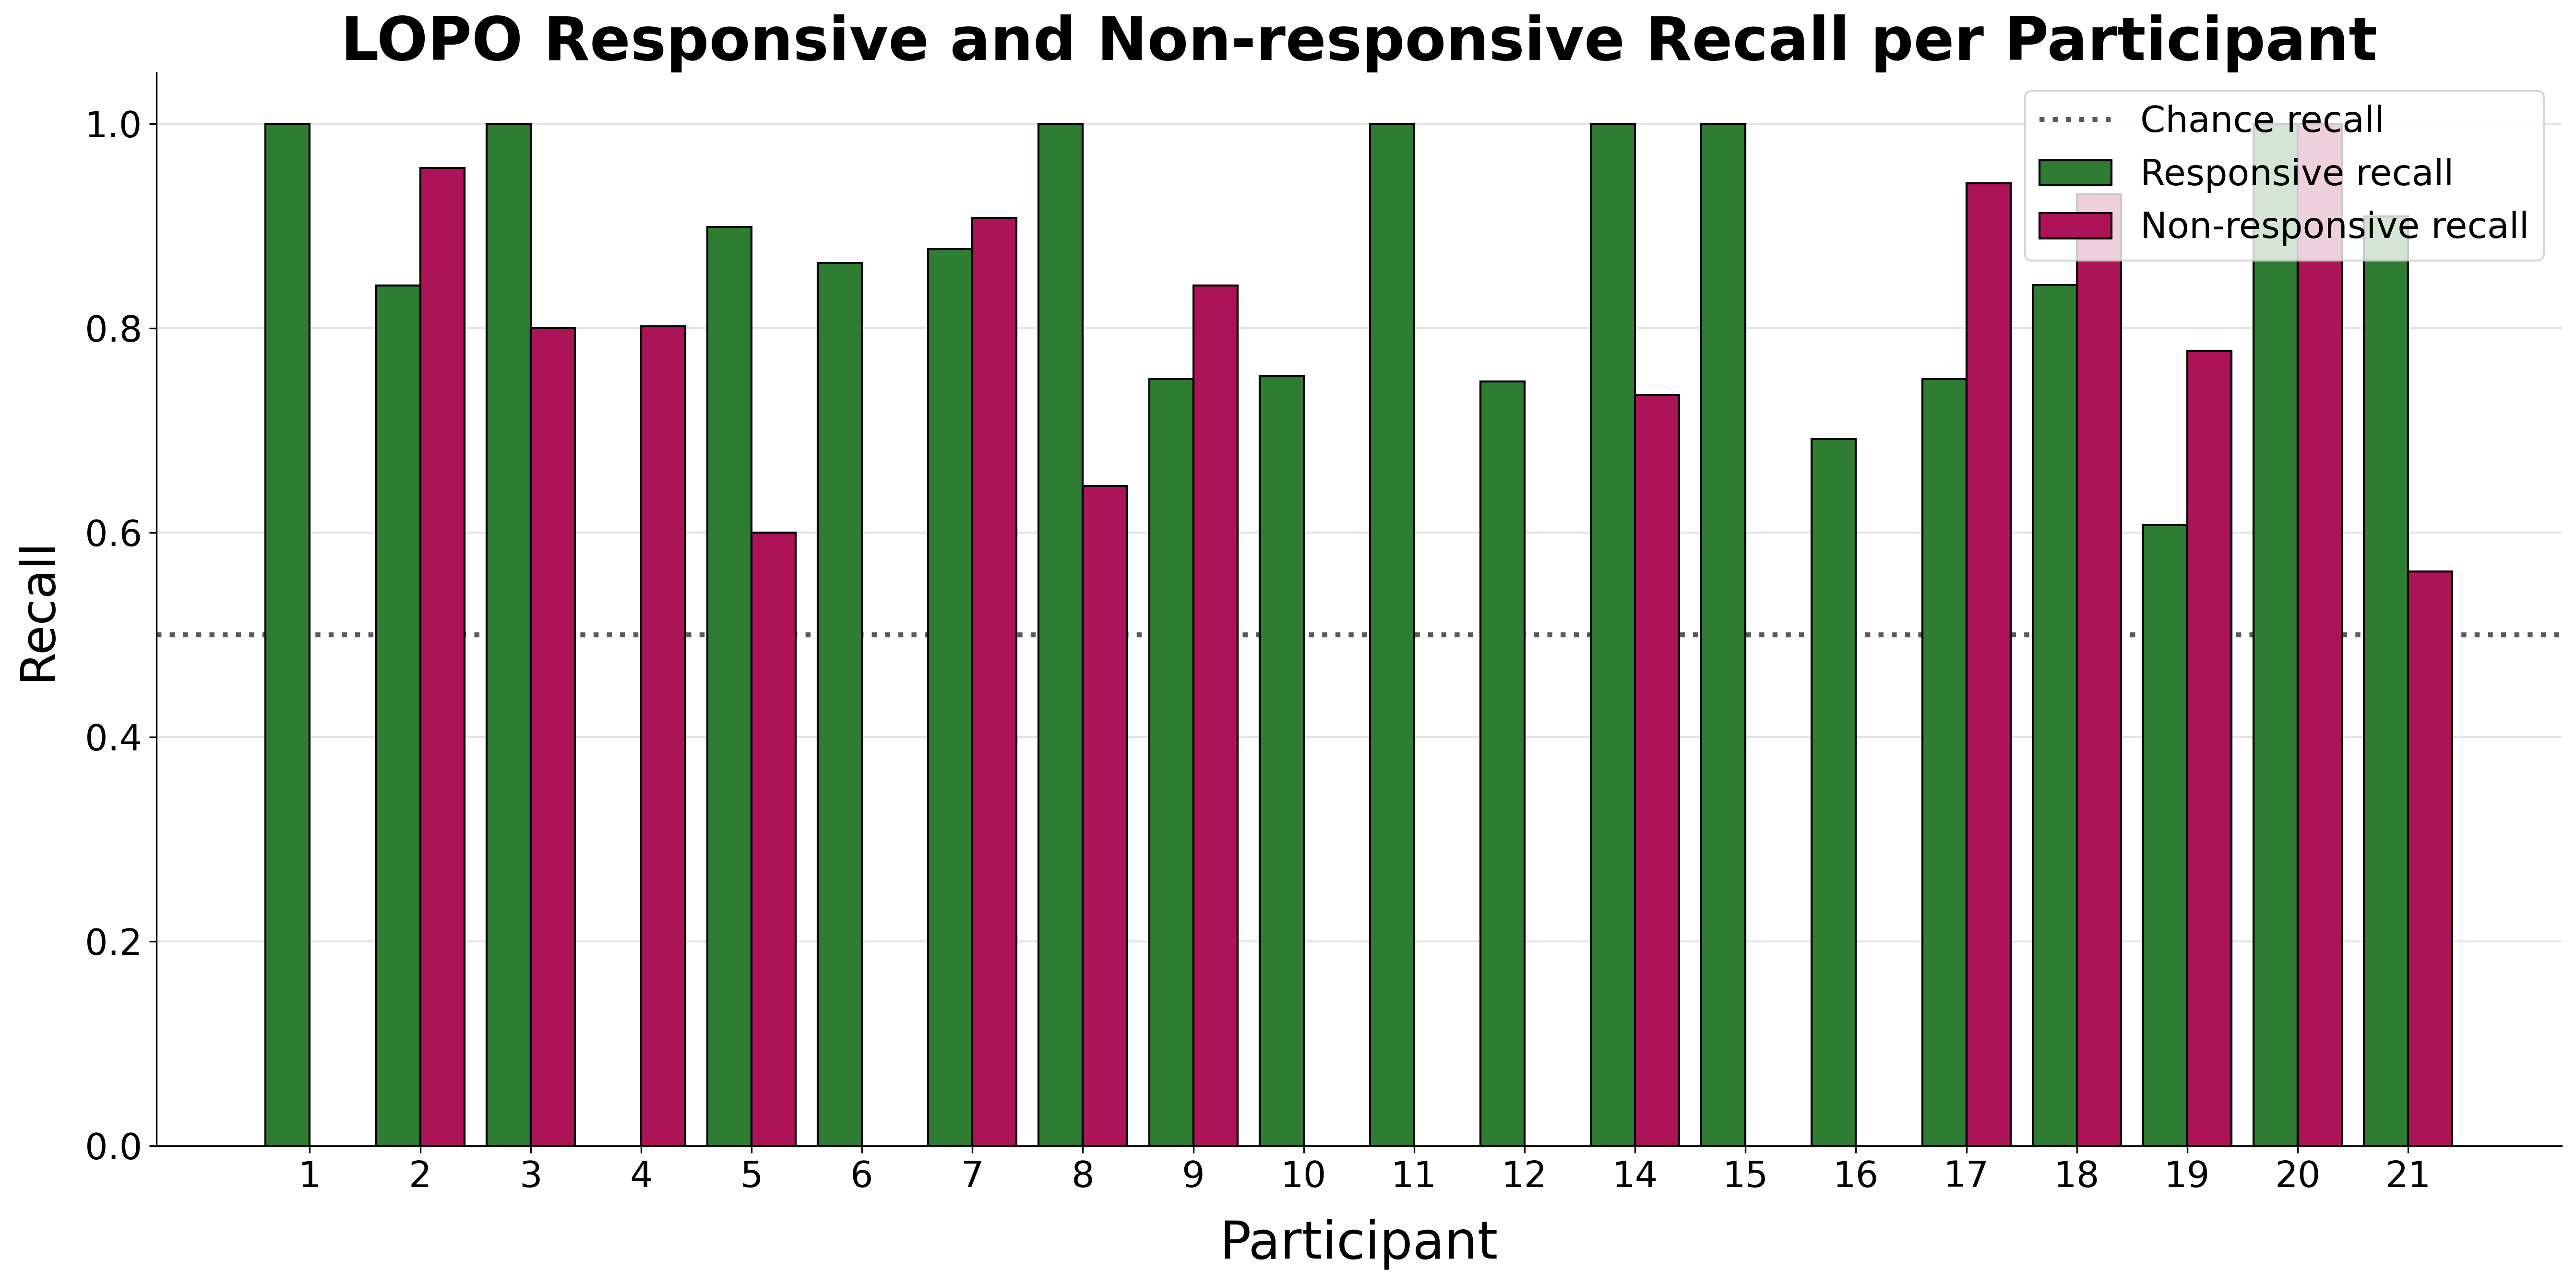 LOPO Responsive and Non-responsive Recall per Participant
Chance recall
Responsive recall
Non-responsive recall
1.0
0.8
0.6
0.4
0.2
0.0
Recall
1 2 3 4 5 6 7 8 9 10 11 12 14 15 16 17 18 19 20 21
Participant